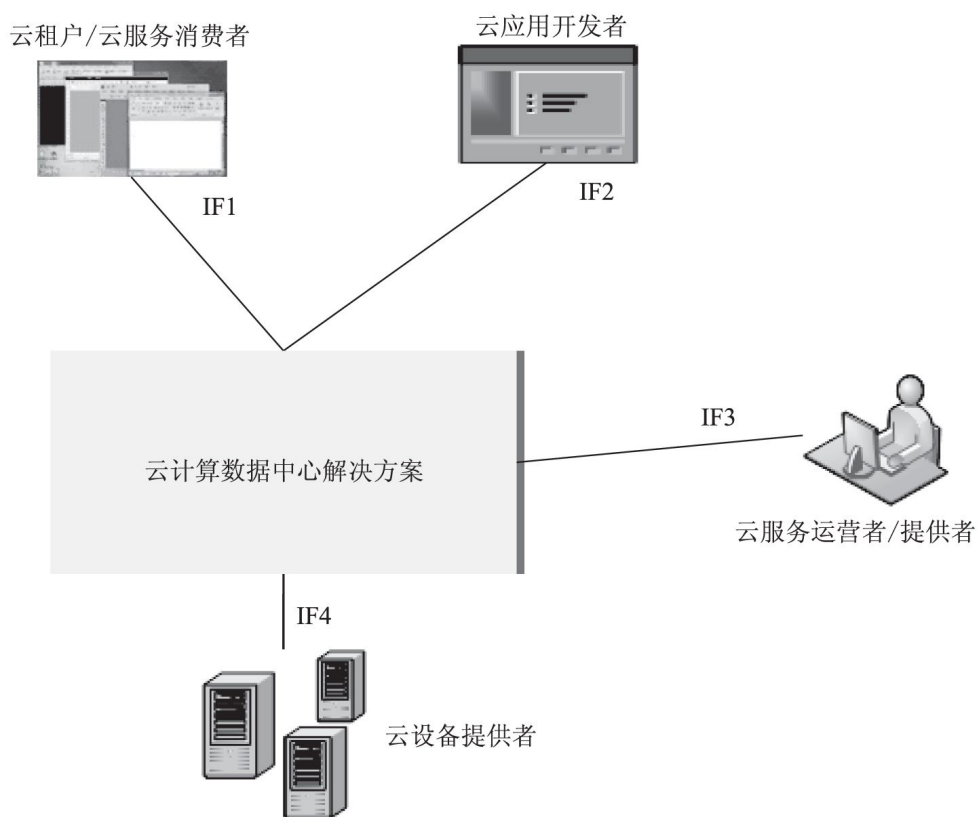 云租户/云服务消费者
云应用开发者
IF1
IF2
云计算数据中心解决方案
IF3
云服务运营者/提供者
IF4
云设备提供者